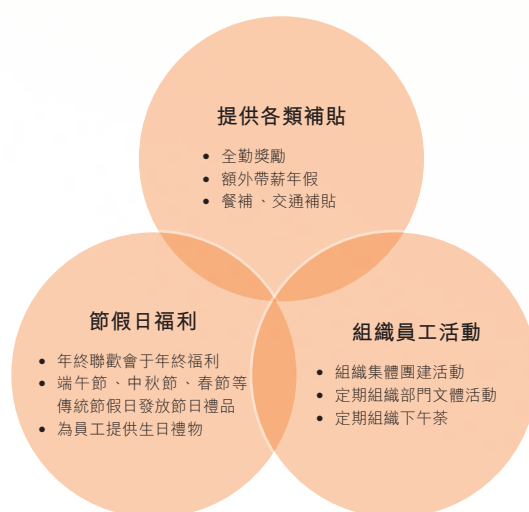 提供各類補貼
• 全勤獎勵
• 額外帶薪年假
• 餐補、交通補貼
節假日福利
• 年終聯歡會于年終福利
• 端午節、中秋節、春節等
傳統節假日發放節日禮品
• 為員工提供生日禮物
組織員工活動
• 組織集體團建活動
• 定期組織部門文體活動
• 定期組織下午茶